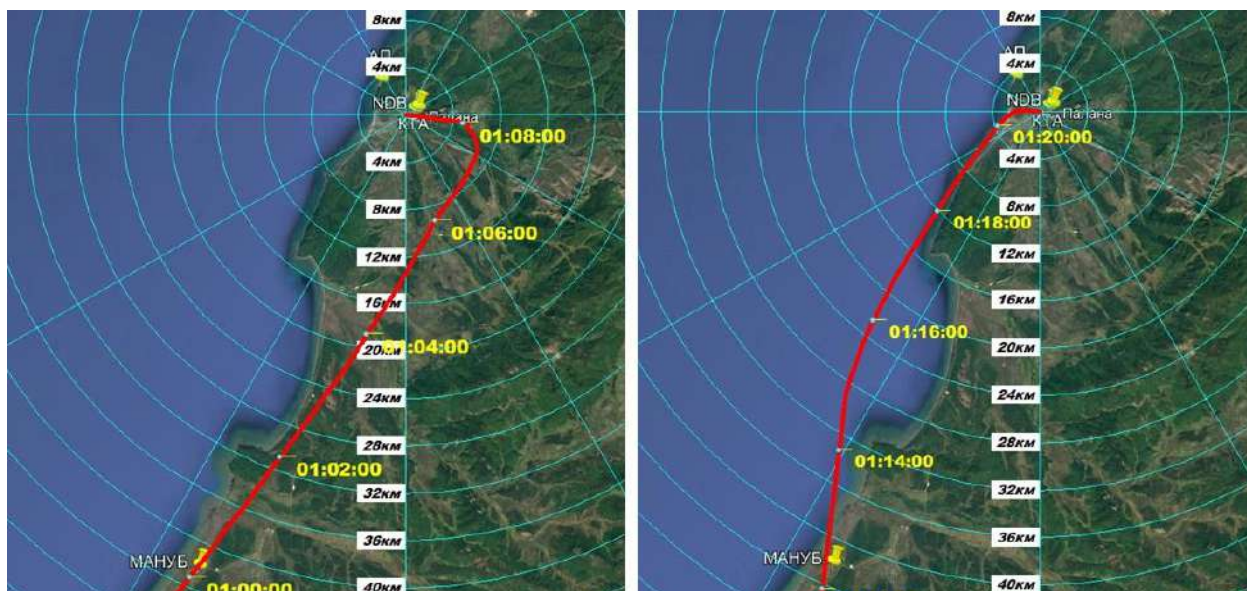 8км
АП
4км
NDB
Палана
КТА
01:08:00
4км
8км
01:06:00
12км
16км
01:04:00
20км
24км
28км
01:02:00
32км
36км
МАНУБ
01:00:00
40км
8км
АП
4км
NDB
Палана
КТА
01:20:00
4км
8км
01:18:00
12км
16км
01:16:00
20км
24км
28км
01:14:00
32км
36км
МАНУБ
40км